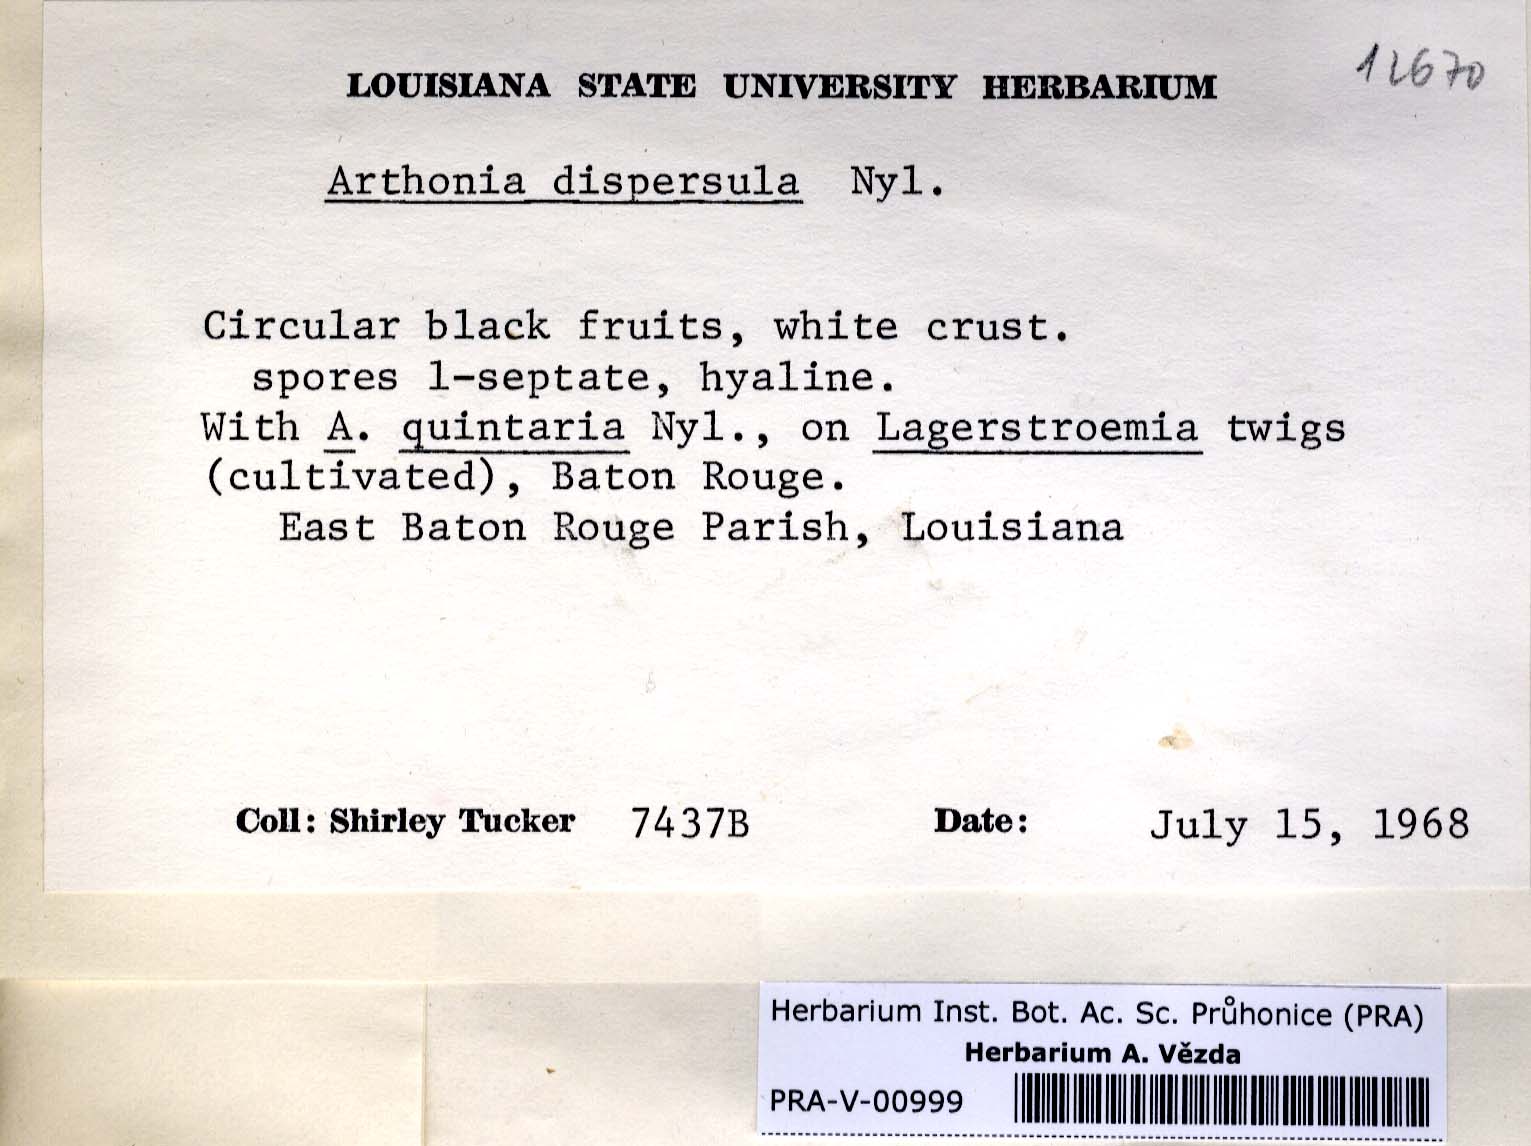 12670
LOUISIANA STATE UNIVERSITY HERBARIUM
Arthonia dispersula Nyl.
Circular black fruits, white crust.
spores 1-septate, hyaline.
With A. quintaria Nyl., on Lagerstroemia twigs
(cultivated), Baton Rouge.
East Baton Rouge Parish, Louisiana
Coll: Shirley Tucker 7437B Date: July 15, 1968
Herbarium Inst. Bot. Ac. Sc. Průhonice (PRA)
Herbarium A. Vězda
PRA-V-00999